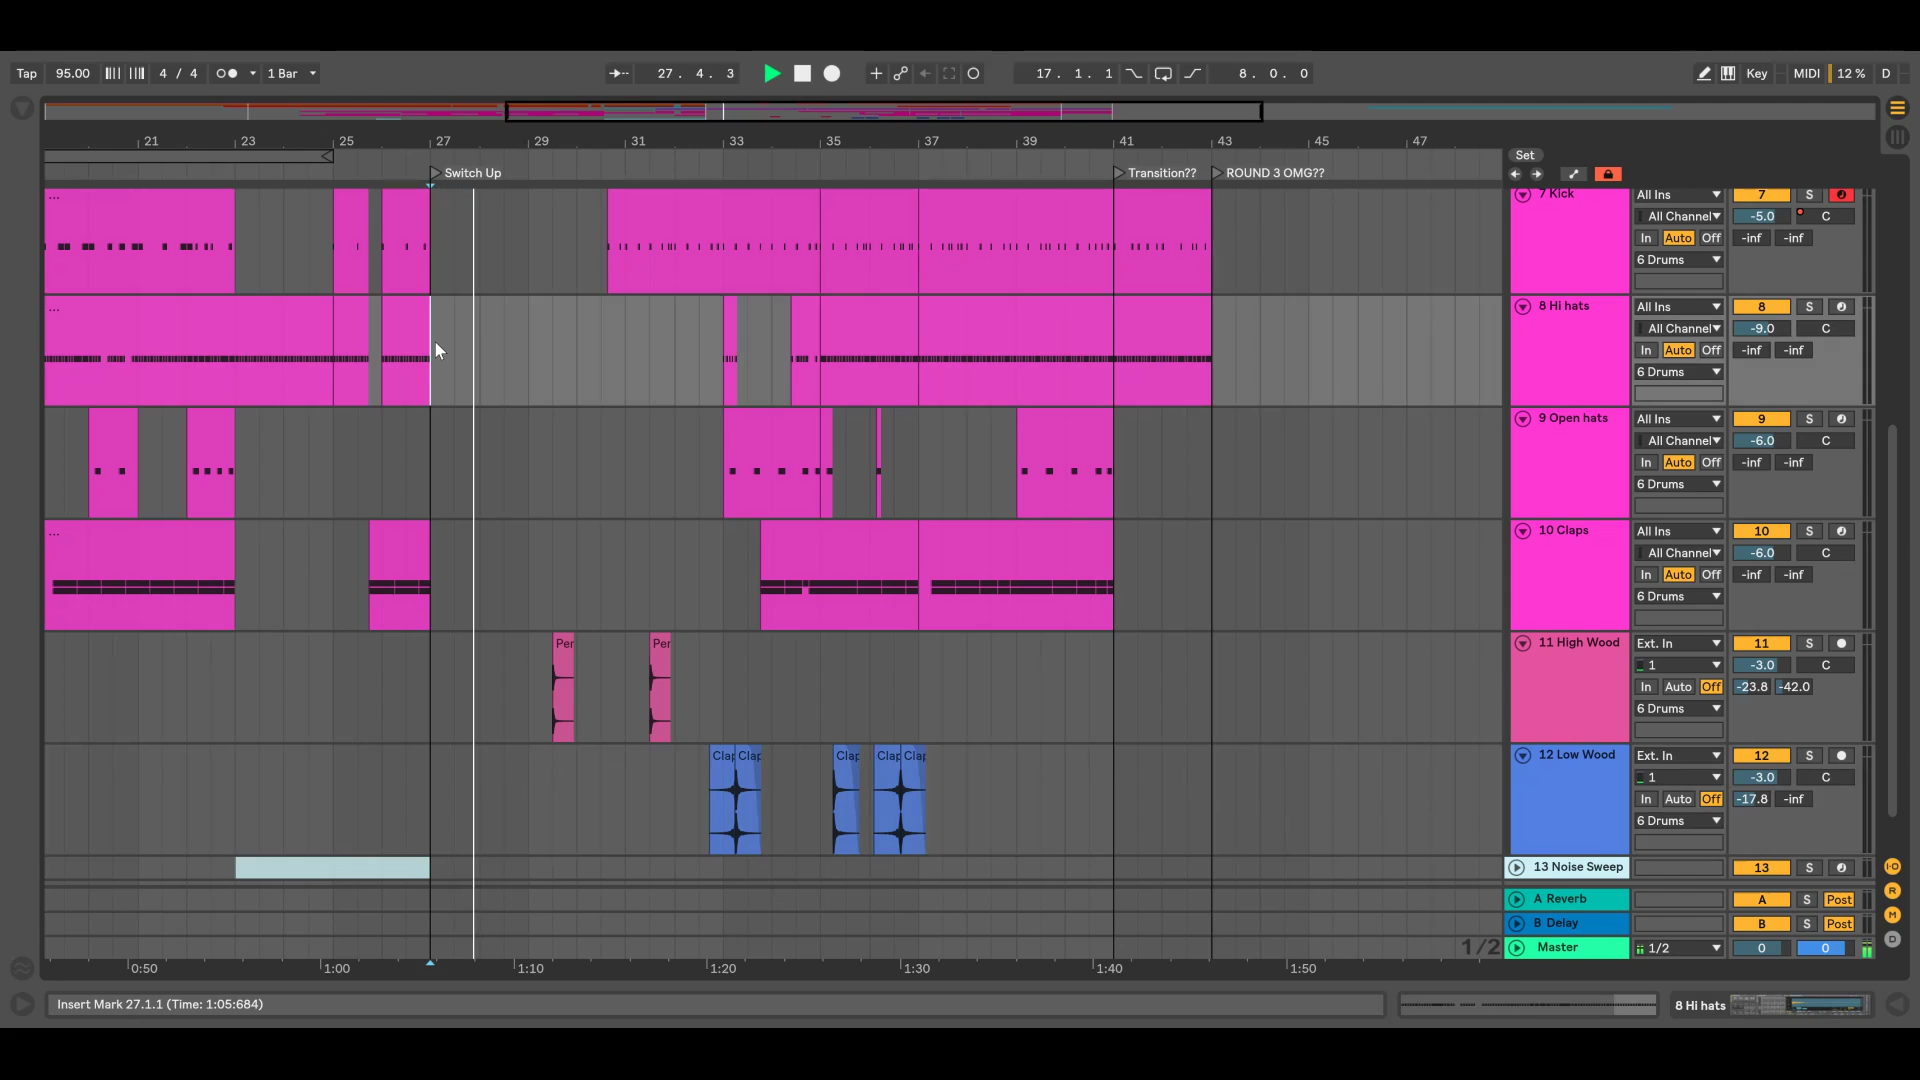 Tap 95.00 4 / 4 1 Bar 27. 4. 3 17. 1. 1 8. 0. 0 Key MIDI 12 % D
21 23 25 27 29 31 33 35 37 39 41 43 45 47
Set
Switch Up Transition?? ROUND 3 OMG??
... 7 Kick All Ins 7 S
All Channel -5.0 C
In Auto Off -inf -inf
6 Drums
... 8 Hi hats All Ins 8 S
All Channel -9.0 C
In Auto Off -inf -inf
6 Drums
9 Open hats All Ins 9 S
All Channel -6.0 C
In Auto Off -inf -inf
6 Drums
... 10 Claps All Ins 10 S
All Channel -6.0 C
In Auto Off -inf -inf
6 Drums
Per Per 11 High Wood Ext. In 11 S
1 -3.0 C
In Auto Off -23.8 -42.0
6 Drums
Clap Clap Clap Clap Clap 12 Low Wood Ext. In 12 S
1 -3.0 C
In Auto Off -17.8 -inf
6 Drums
13 Noise Sweep 13 S I·O
A Reverb A S Post R
B Delay B S Post M
1/2 Master 1/2 0 0 D
0:50 1:00 1:10 1:20 1:30 1:40 1:50
Insert Mark 27.1.1 (Time: 1:05:684) 8 Hi hats